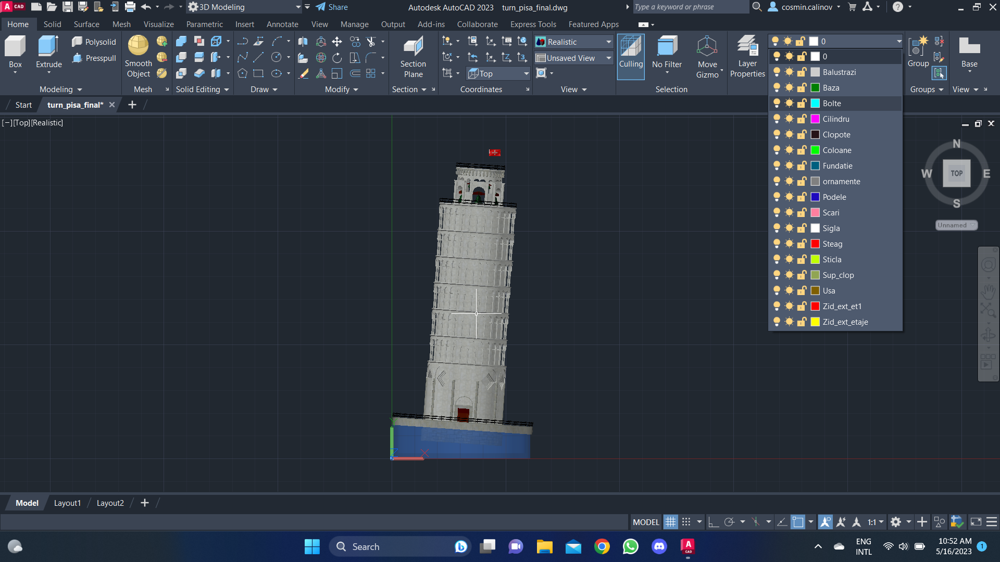 A CAD
3D Modeling
Share
Autodesk AutoCAD 2023 turn_pisa_final.dwg
Type a keyword or phrase
cosmin.calinov
Home Solid Surface Mesh Visualize Parametric Insert Annotate View Manage Output Add-ins Collaborate Express Tools Featured Apps
Box
Extrude
Polysolid
Presspull
Modeling
Smooth
Object
Mesh
Solid Editing
Draw
Modify
Section
Plane
Section
Top
Coordinates
Realistic
Unsaved View
View
Culling
No Filter
Move
Gizmo
Selection
Layer
Properties
0
Group
Groups
Base
View
0
Balustrazi
Baza
Bolte
Cilindru
Clopote
Coloane
Fundatie
ornamente
Podele
Scari
Sigla
Steag
Sticla
Sup_clop
Usa
Zid_ext_et1
Zid_ext_etaje
Start turn_pisa_final*
[−][Top][Realistic]
N
W TOP E
S
Unnamed
Y
Z
X
Model Layout1 Layout2
MODEL
1:1
Search
A
CAD
ENG
INTL
10:52 AM
5/16/2023
1